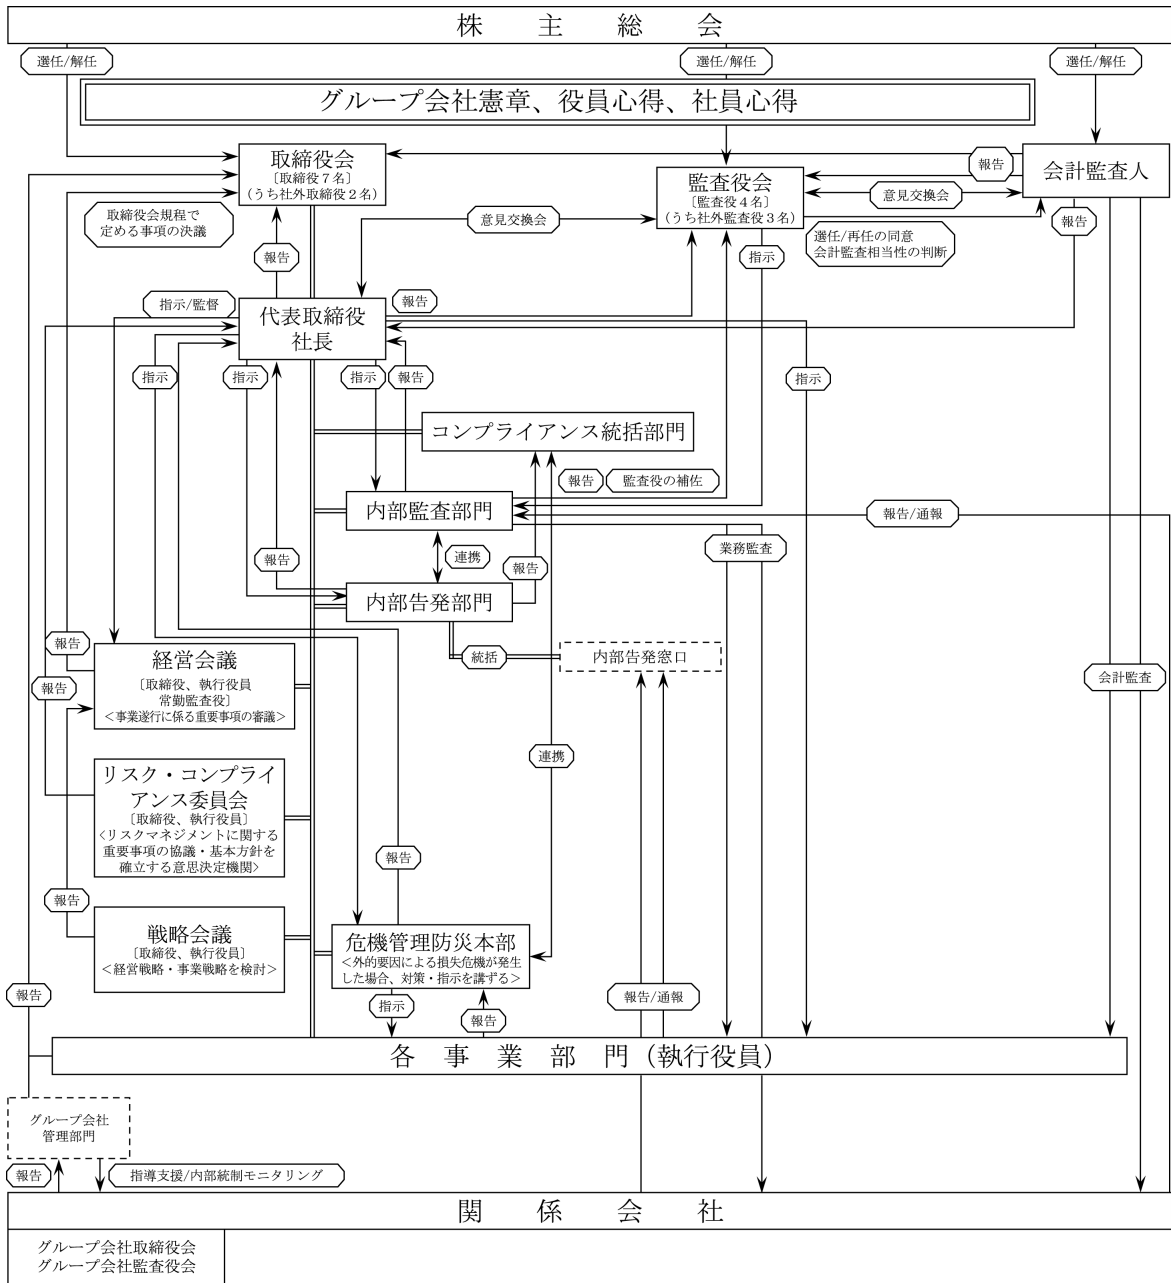 株主総会
選任/解任
選任/解任
選任/解任
グループ会社憲章、役員心得、社員心得
取締役会
〔取締役７名〕
（うち社外取締役２名）
監査役会
〔監査役４名〕
（うち社外監査役３名）
会計監査人
報告
意見交換会
取締役会規程で
定める事項の決議
意見交換会
報告
選任/再任の同意
会計監査相当性の判断
報告
指示
指示/監督
代表取締役
社長
報告
指示
指示
指示
報告
指示
コンプライアンス統括部門
報告
監査役の補佐
内部監査部門
報告/通報
業務監査
報告
連携
報告
内部告発部門
報告
統括
内部告発窓口
経営会議
〔取締役、執行役員
常勤監査役〕
＜事業遂行に係る重要事項の審議＞
会計監査
報告
連携
リスク・コンプライ
アンス委員会
〔取締役、執行役員〕
＜リスクマネジメントに関する
重要事項の協議・基本方針を
確立する意思決定機関＞
報告
報告
戦略会議
〔取締役、執行役員〕
＜経営戦略・事業戦略を検討＞
危機管理防災本部
＜外的要因による損失危機が発生
した場合、対策・指示を講ずる＞
報告
指示
報告
報告/通報
各事業部門（執行役員）
グループ会社
管理部門
報告
指導支援/内部統制モニタリング
関係会社
グループ会社取締役会
グループ会社監査役会